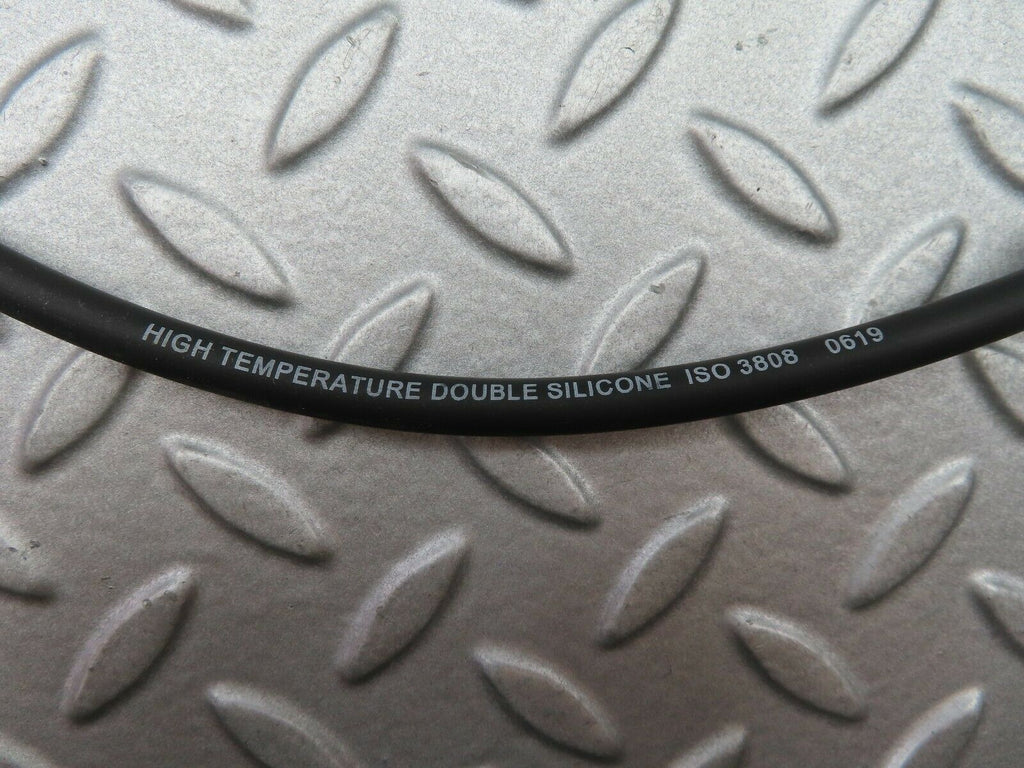 HIGH TEMPERATURE DOUBLE SILICONE ISO 3808 0619